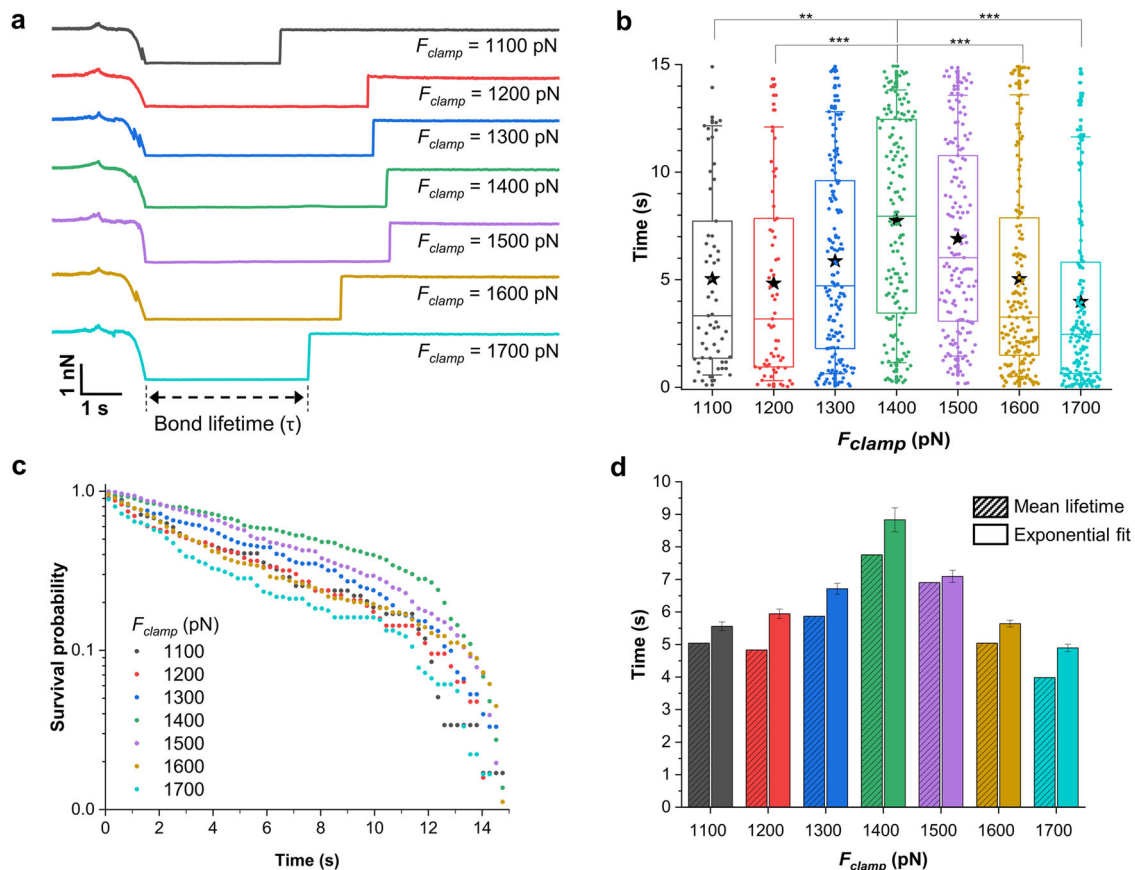 a
F_clamp = 1100 pN
F_clamp = 1200 pN
F_clamp = 1300 pN
F_clamp = 1400 pN
F_clamp = 1500 pN
F_clamp = 1600 pN
F_clamp = 1700 pN
1 nN
1 s
Bond lifetime (τ)
b
** ***
*** ***
15
10
5
0
Time (s)
1100 1200 1300 1400 1500 1600 1700
F_clamp (pN)
c
1.0
0.1
0.0
Survival probability
F_clamp (pN)
1100
1200
1300
1400
1500
1600
1700
0 2 4 6 8 10 12 14
Time (s)
d
10
9
8
7
6
5
4
3
2
1
0
Time (s)
Mean lifetime
Exponential fit
1100 1200 1300 1400 1500 1600 1700
F_clamp (pN)